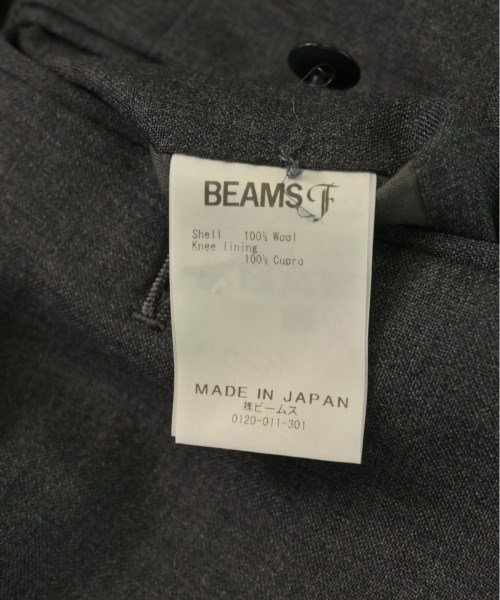 BEAMS F
Shell 100% Wool
Knee lining
100% Cupro
MADE IN JAPAN
㈱ビームス
0120-011-301